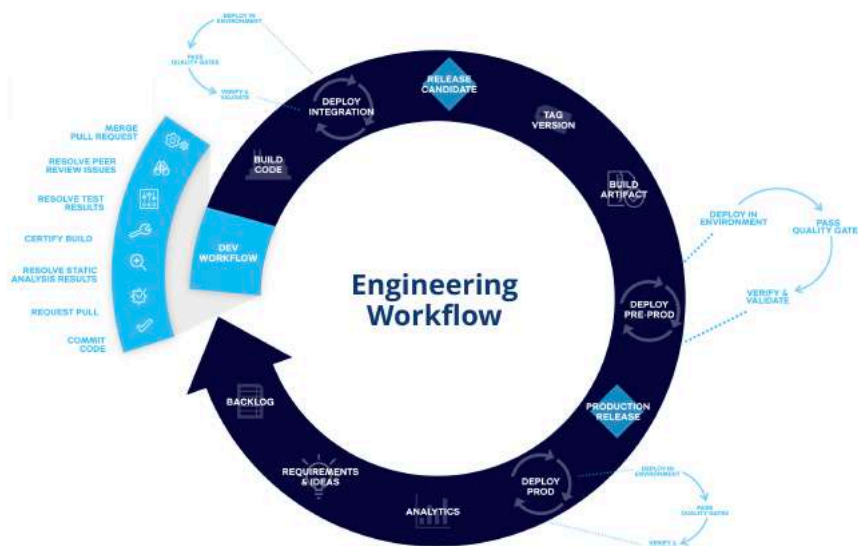 DEPLOY IN
ENVIRONMENT
PASS
QUALITY GATES
VERIFY &
VALIDATE
DEPLOY
INTEGRATION
RELEASE
CANDIDATE
TAG
VERSION
BUILD
CODE
BUILD
ARTIFACT
MERGE
PULL REQUEST
RESOLVE PEER
REVIEW ISSUES
RESOLVE TEST
RESULTS
CERTIFY BUILD
RESOLVE STATIC
ANALYSIS RESULTS
REQUEST PULL
COMMIT
CODE
DEV
WORKFLOW
Engineering
Workflow
DEPLOY IN
ENVIRONMENT
PASS
QUALITY GATE
VERIFY &
VALIDATE
DEPLOY
PRE-PROD
PRODUCTION
RELEASE
BACKLOG
REQUIREMENTS
& IDEAS
ANALYTICS
DEPLOY
PROD
DEPLOY IN
ENVIRONMENT
PASS
QUALITY GATES
VERIFY &